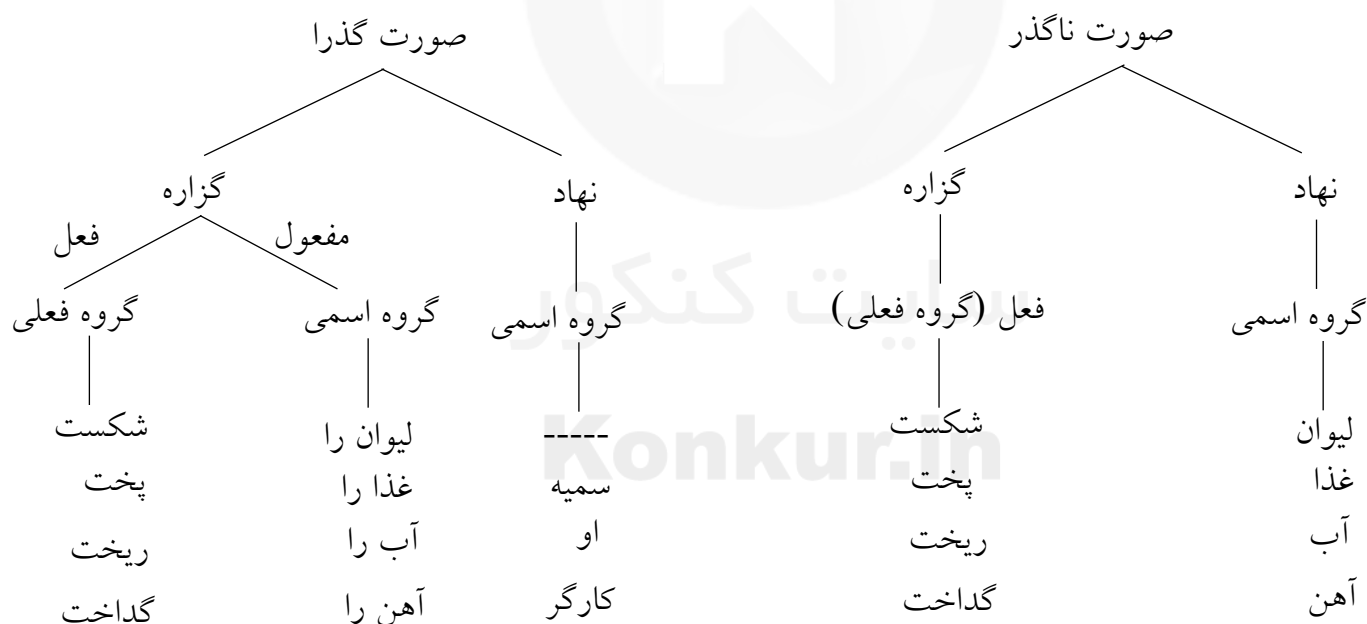 صورت ناگذر
صورت گذرا
نهاد
گزاره
نهاد
گزاره
مفعول
فعل
گروه اسمی
فعل (گروه فعلی)
گروه اسمی
گروه اسمی
گروه فعلی
لیوان
شکست
-----
لیوان را
شکست
غذا
پخت
سمیه
غذا را
پخت
آب
ریخت
او
آب را
ریخت
آهن
گداخت
کارگر
آهن را
گداخت
سایت کنکور
Konkur.in